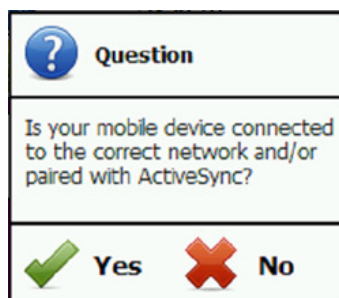 Question
Is your mobile device connected
to the correct network and/or
paired with ActiveSync?
Yes No